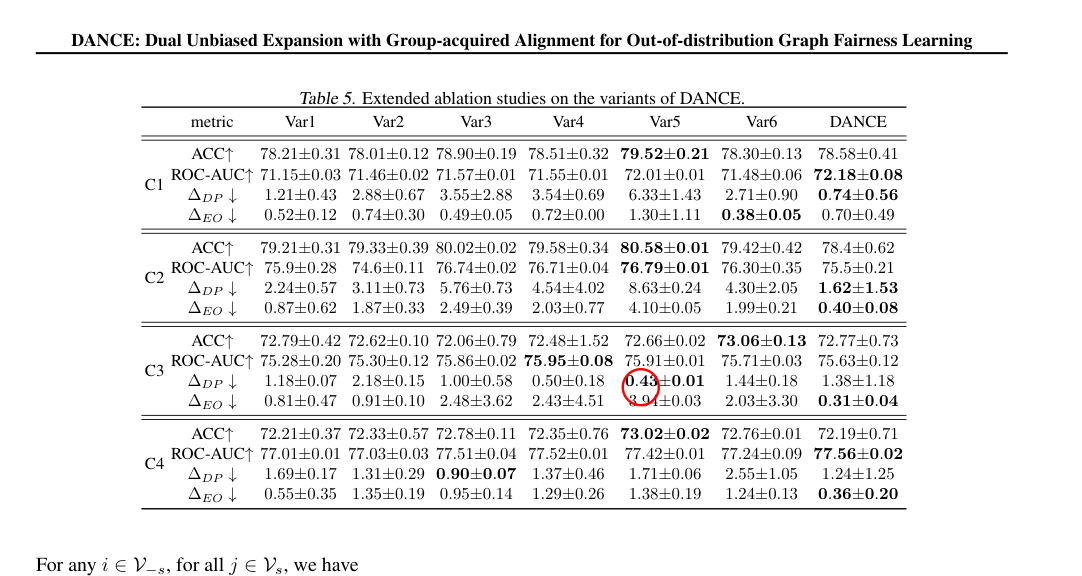 DANCE: Dual Unbiased Expansion with Group-acquired Alignment for Out-of-distribution Graph Fairness Learning
Table 5. Extended ablation studies on the variants of DANCE.
metric Var1 Var2 Var3 Var4 Var5 Var6 DANCE
ACC↑ 78.21±0.31 78.01±0.12 78.90±0.19 78.51±0.32 79.52±0.21 78.30±0.13 78.58±0.41
C1 ROC-AUC↑ 71.15±0.03 71.46±0.02 71.57±0.01 71.55±0.01 72.01±0.01 71.48±0.06 72.18±0.08
Δ_DP ↓ 1.21±0.43 2.88±0.67 3.55±2.88 3.54±0.69 6.33±1.43 2.71±0.90 0.74±0.56
Δ_EO ↓ 0.52±0.12 0.74±0.30 0.49±0.05 0.72±0.00 1.30±1.11 0.38±0.05 0.70±0.49
ACC↑ 79.21±0.31 79.33±0.39 80.02±0.02 79.58±0.34 80.58±0.01 79.42±0.42 78.4±0.62
C2 ROC-AUC↑ 75.9±0.28 74.6±0.11 76.74±0.02 76.71±0.04 76.79±0.01 76.30±0.35 75.5±0.21
Δ_DP ↓ 2.24±0.57 3.11±0.73 5.76±0.73 4.54±4.02 8.63±0.24 4.30±2.05 1.62±1.53
Δ_EO ↓ 0.87±0.62 1.87±0.33 2.49±0.39 2.03±0.77 4.10±0.05 1.99±0.21 0.40±0.08
ACC↑ 72.79±0.42 72.62±0.10 72.06±0.79 72.48±1.52 72.66±0.02 73.06±0.13 72.77±0.73
C3 ROC-AUC↑ 75.28±0.20 75.30±0.12 75.86±0.02 75.95±0.08 75.91±0.01 75.71±0.03 75.63±0.12
Δ_DP ↓ 1.18±0.07 2.18±0.15 1.00±0.58 0.50±0.18 0.43±0.01 1.44±0.18 1.38±1.18
Δ_EO ↓ 0.81±0.47 0.91±0.10 2.48±3.62 2.43±4.51 3.94±0.03 2.03±3.30 0.31±0.04
ACC↑ 72.21±0.37 72.33±0.57 72.78±0.11 72.35±0.76 73.02±0.02 72.76±0.01 72.19±0.71
C4 ROC-AUC↑ 77.01±0.01 77.03±0.03 77.51±0.04 77.52±0.01 77.42±0.01 77.24±0.09 77.56±0.02
Δ_DP ↓ 1.69±0.17 1.31±0.29 0.90±0.07 1.37±0.46 1.71±0.06 2.55±1.05 1.24±1.25
Δ_EO ↓ 0.55±0.35 1.35±0.19 0.95±0.14 1.29±0.26 1.38±0.19 1.24±0.13 0.36±0.20
For any i ∈ V_−s, for all j ∈ V_s, we have